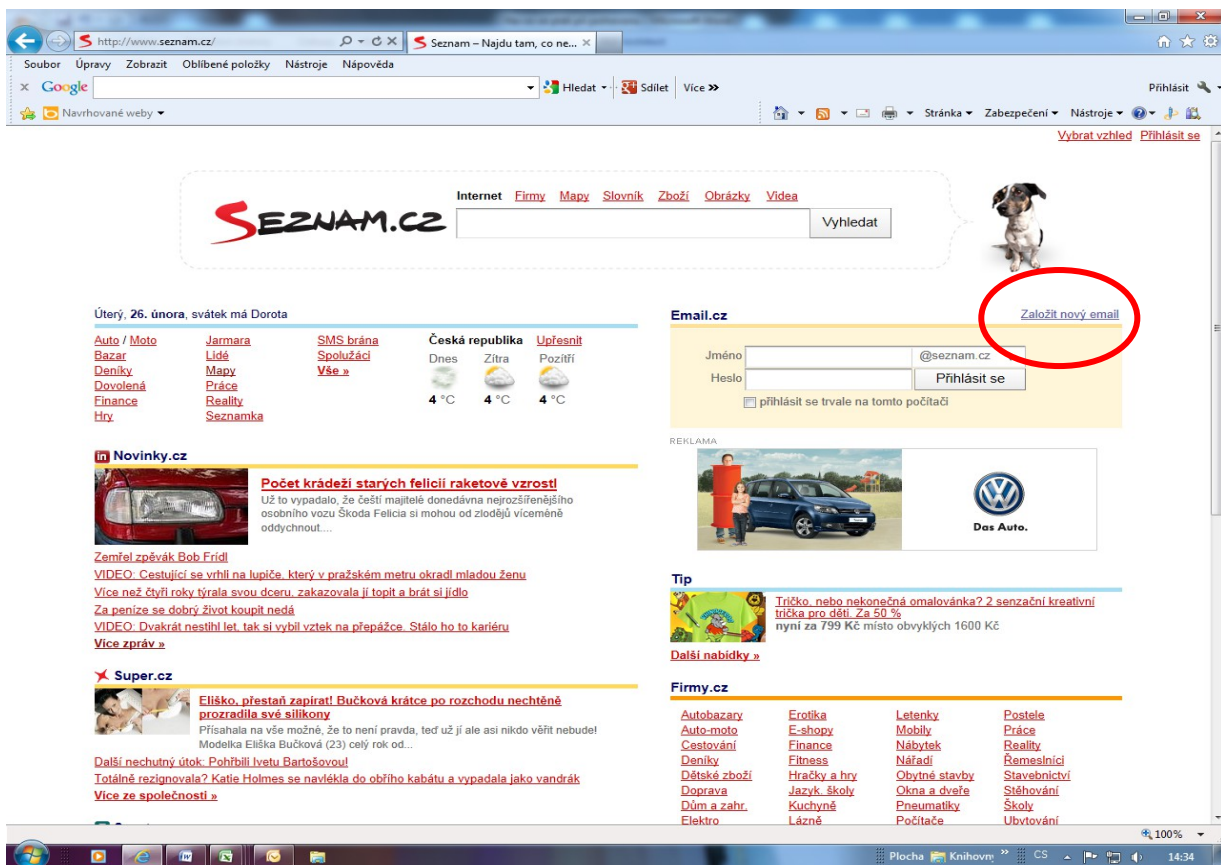 http://www.seznam.cz/
Seznam – Najdu tam, co ne...
Soubor Úpravy Zobrazit Oblíbené položky Nástroje Nápověda
x Google Hledat Sdílet Více »
Přihlásit
Navrhované weby
Stránka Zabezpečení Nástroje
Vybrat vzhled Přihlásit se
Internet Firmy Mapy Slovník Zboží Obrázky Videa
SEZNAM.CZ
Vyhledat
Úterý, 26. února, svátek má Dorota
Auto / Moto Jarmara SMS brána
Bazar Lidé Spolužáci
Deníky Mapy Vše »
Dovolená Práce
Finance Reality
Hry Seznamka
Česká republika Upřesnit
Dnes Zítra Pozítří
4 °C 4 °C 4 °C
Email.cz Založit nový email
Jméno @seznam.cz
Heslo Přihlásit se
přihlásit se trvale na tomto počítači
REKLAMA
Das Auto.
Novinky.cz
Počet krádeží starých felicií raketově vzrostl
Už to vypadalo, že čeští majitelé donedávna nejrozšířenějšího
osobního vozu Škoda Felicia si mohou od zlodějů víceméně
oddychnout....
Zemřel zpěvák Bob Frídl
VIDEO: Cestující se vrhli na lupiče, který v pražském metru okradl mladou ženu
Více než čtyři roky týrala svou dceru, zakazovala jí topit a brát si jídlo
Za peníze se dobrý život koupit nedá
VIDEO: Dvakrát nestihl let, tak si vybil vztek na přepážce. Stálo ho to kariéru
Více zpráv »
Tip
Tričko, nebo nekonečná omalovánka? 2 senzační kreativní
trička pro děti. Za 50 %
nyní za 799 Kč místo obvyklých 1600 Kč
Další nabídky »
Super.cz
Eliško, přestaň zapírat! Bučková krátce po rozchodu nechtěně
prozradila své silikony
Přísahala na vše možné, že to není pravda, teď už jí ale asi nikdo věřit nebude!
Modelka Eliška Bučková (23) celý rok od...
Další nechutný útok: Pohřbili Ivetu Bartošovou!
Totálně rezignovala? Katie Holmes se navlékla do obřího kabátu a vypadala jako vandrák
Více ze společnosti »
Firmy.cz
Autobazary Erotika Letenky Postele
Auto-moto E-shopy Mobily Práce
Cestování Finance Nábytek Reality
Deníky Fitness Nářadí Řemeslníci
Dětské zboží Hračky a hry Obytné stavby Stavebnictví
Doprava Jazyk. školy Okna a dveře Stěhování
Dům a zahr. Kuchyně Pneumatiky Školy
Elektro Lázně Počítače Ubytování
100%
Plocha Knihovny » CS 14:34